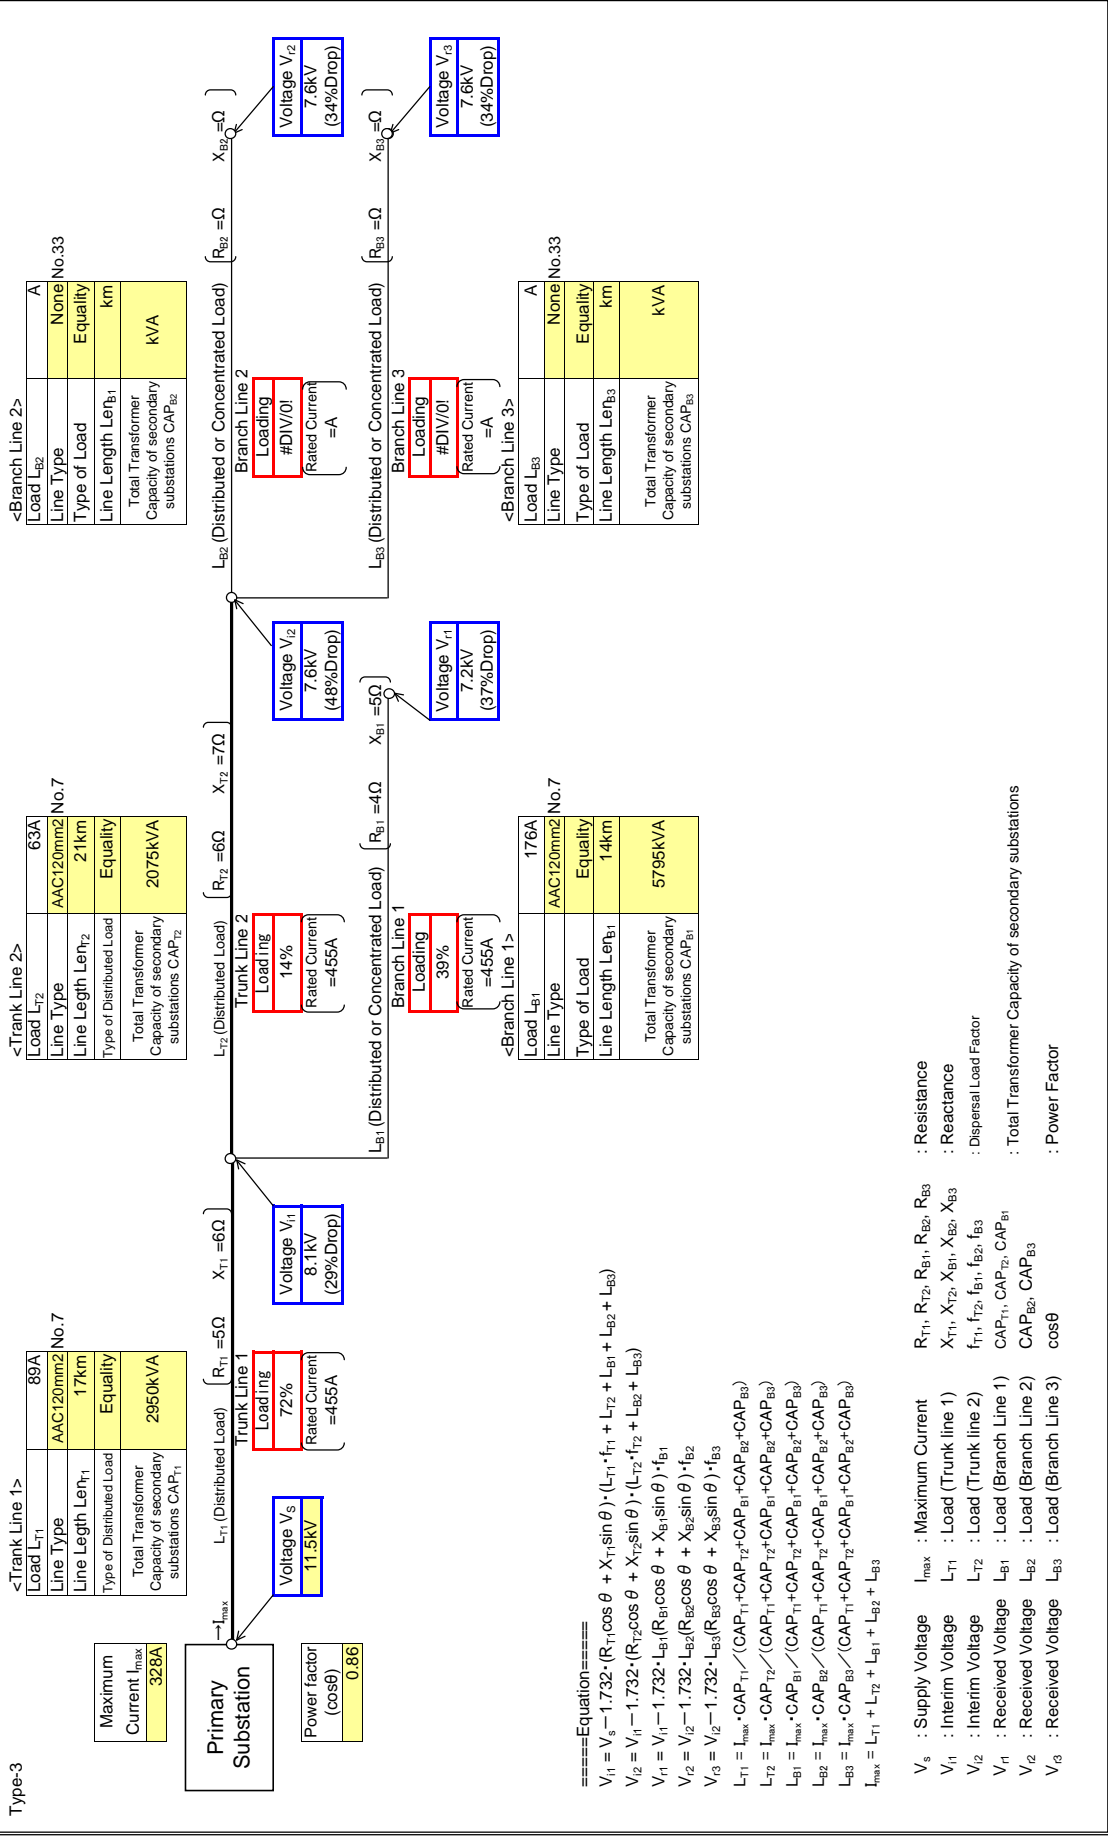 Type-3
Maximum
Current Imax
328A
Primary
Substation
Power factor
(cosθ)
0.86
→Imax
Voltage VS
11.5kV
<Trank Line 1>
Load LT1 89A
Line Type AAC120mm2 No.7
Line Length LenT1 17km
Type of Distributed Load Equality
Total Transformer
Capacity of secondary
substations CAPT1
2950kVA
LT1 (Distributed Load) RT1 =5Ω XT1 =6Ω
Trunk Line 1
Loading
72%
Rated Current
=455A
Voltage Vi1
8.1kV
(29%Drop)
<Trank Line 2>
Load LT2 63A
Line Type AAC120mm2 No.7
Line Legth LenT2 21km
Type of Distributed Load Equality
Total Transformer
Capacity of secondary
substations CAPT2
2075kVA
LT2 (Distributed Load) RT2 =6Ω XT2 =7Ω
Trunk Line 2
Loading
14%
Rated Current
=455A
Voltage Vi2
7.6kV
(48%Drop)
LB1 (Distributed or Concentrated Load) RB1 =4Ω XB1 =5Ω
Branch Line 1
Loading
39%
Rated Current
=455A
Voltage Vr1
7.2kV
(37%Drop)
<Branch Line 1>
Load LB1 176A
Line Type AAC120mm2 No.7
Type of Load Equality
Line Length LenB1 14km
Total Transformer
Capacity of secondary
substations CAPB1
5795kVA
<Branch Line 2>
Load LB2 A
Line Type None No.33
Type of Load Equality
Line Length LenB1 km
Total Transformer
Capacity of secondary
substations CAPB2
kVA
LB2 (Distributed or Concentrated Load) RB2 =Ω XB2 =Ω
Branch Line 2
Loading
#DIV/0!
Rated Current
=A
Voltage Vr2
7.6kV
(34%Drop)
LB3 (Distributed or Concentrated Load) RB3 =Ω XB3 =Ω
Branch Line 3
Loading
#DIV/0!
Rated Current
=A
Voltage Vr3
7.6kV
(34%Drop)
<Branch Line 3>
Load LB3 A
Line Type None No.33
Type of Load Equality
Line Length LenB3 km
Total Transformer
Capacity of secondary
substations CAPB3
kVA
=====Equation=====
Vi1 = Vs－1.732･(RT1cos θ + XT1sin θ)･(LT1･fT1 + LT2 + LB1 + LB2 + LB3)
Vi2 = Vi1－1.732･(RT2cos θ + XT2sin θ)･(LT2･fT2 + LB2 + LB3)
Vr1 = Vi1－1.732･LB1(RB1cos θ + XB1sin θ)･fB1
Vr2 = Vi2－1.732･LB2(RB2cos θ + XB2sin θ)･fB2
Vr3 = Vi2－1.732･LB3(RB3cos θ + XB3sin θ)･fB3
LT1 = Imax･CAPT1／(CAPT1+CAPT2+CAPB1+CAPB2+CAPB3)
LT2 = Imax･CAPT2／(CAPT1+CAPT2+CAPB1+CAPB2+CAPB3)
LB1 = Imax･CAPB1／(CAPT1+CAPT2+CAPB1+CAPB2+CAPB3)
LB2 = Imax･CAPB2／(CAPT1+CAPT2+CAPB1+CAPB2+CAPB3)
LB3 = Imax･CAPB3／(CAPT1+CAPT2+CAPB1+CAPB2+CAPB3)
Imax = LT1 + LT2 + LB1 + LB2 + LB3
Vs : Supply Voltage Imax : Maximum Current RT1, RT2, RB1, RB2, RB3 : Resistance
Vi1 : Interim Voltage LT1 : Load (Trunk line 1) XT1, XT2, XB1, XB2, XB3 : Reactance
Vi2 : Interim Voltage LT2 : Load (Trunk line 2) fT1, fT2, fB1, fB2, fB3 : Dispersal Load Factor
Vr1 : Received Voltage LB1 : Load (Branch Line 1) CAPT1, CAPT2, CAPB1 : Total Transformer Capacity of secondary substations
Vr2 : Received Voltage LB2 : Load (Branch Line 2) CAPB2, CAPB3
Vr3 : Received Voltage LB3 : Load (Branch Line 3) cosθ : Power Factor